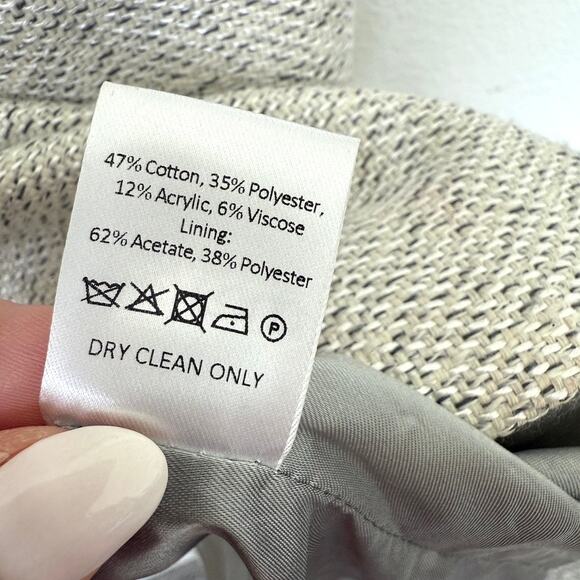 47% Cotton, 35% Polyester,
12% Acrylic, 6% Viscose
Lining:
62% Acetate, 38% Polyester
P
DRY CLEAN ONLY